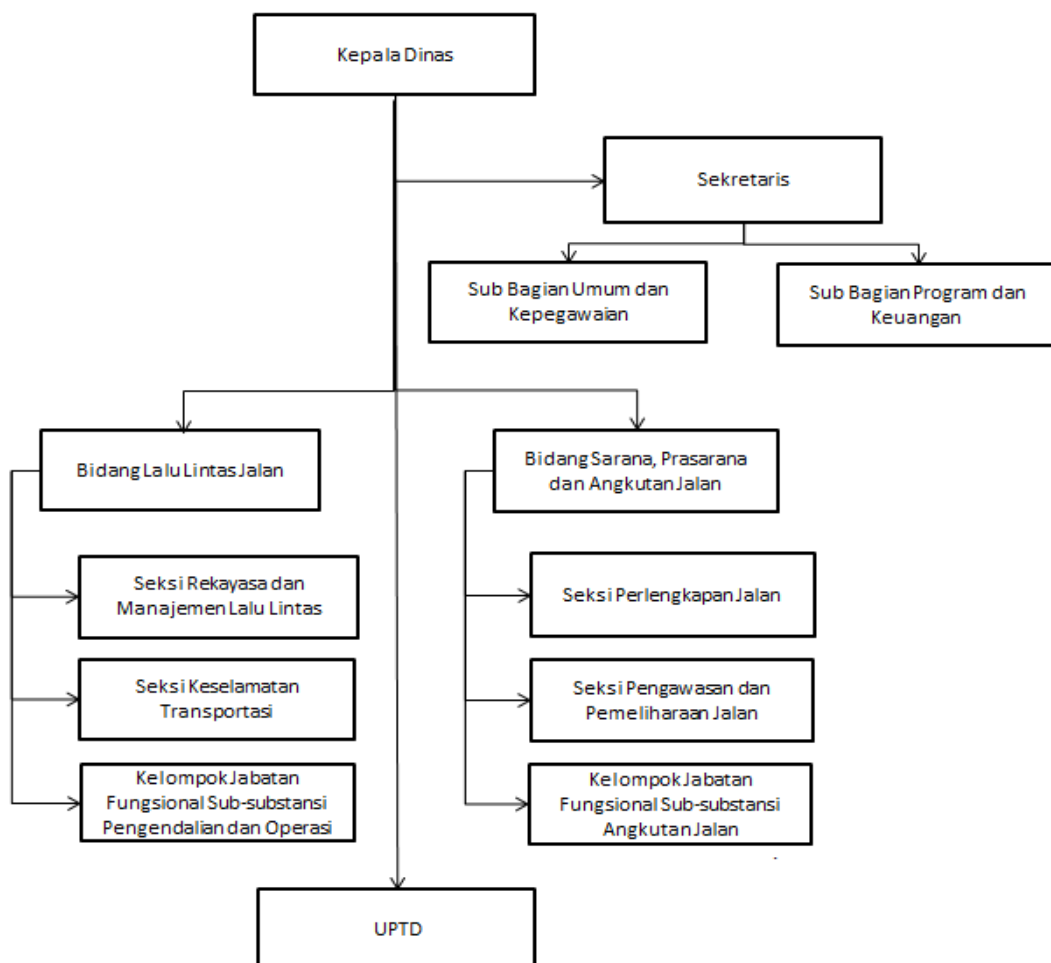 Kepala Dinas
Sekretaris
Sub Bagian Umum dan
Kepegawaian
Sub Bagian Program dan
Keuangan
Bidang Lalu Lintas Jalan
Bidang Sarana, Prasarana
dan Angkutan Jalan
Seksi Rekayasa dan
Manajemen Lalu Lintas
Seksi Keselamatan
Transportasi
Kelompok Jabatan
Fungsional Sub-substansi
Pengendalian dan Operasi
Seksi Perlengkapan Jalan
Seksi Pengawasan dan
Pemeliharaan Jalan
Kelompok Jabatan
Fungsional Sub-substansi
Angkutan Jalan
UPTD